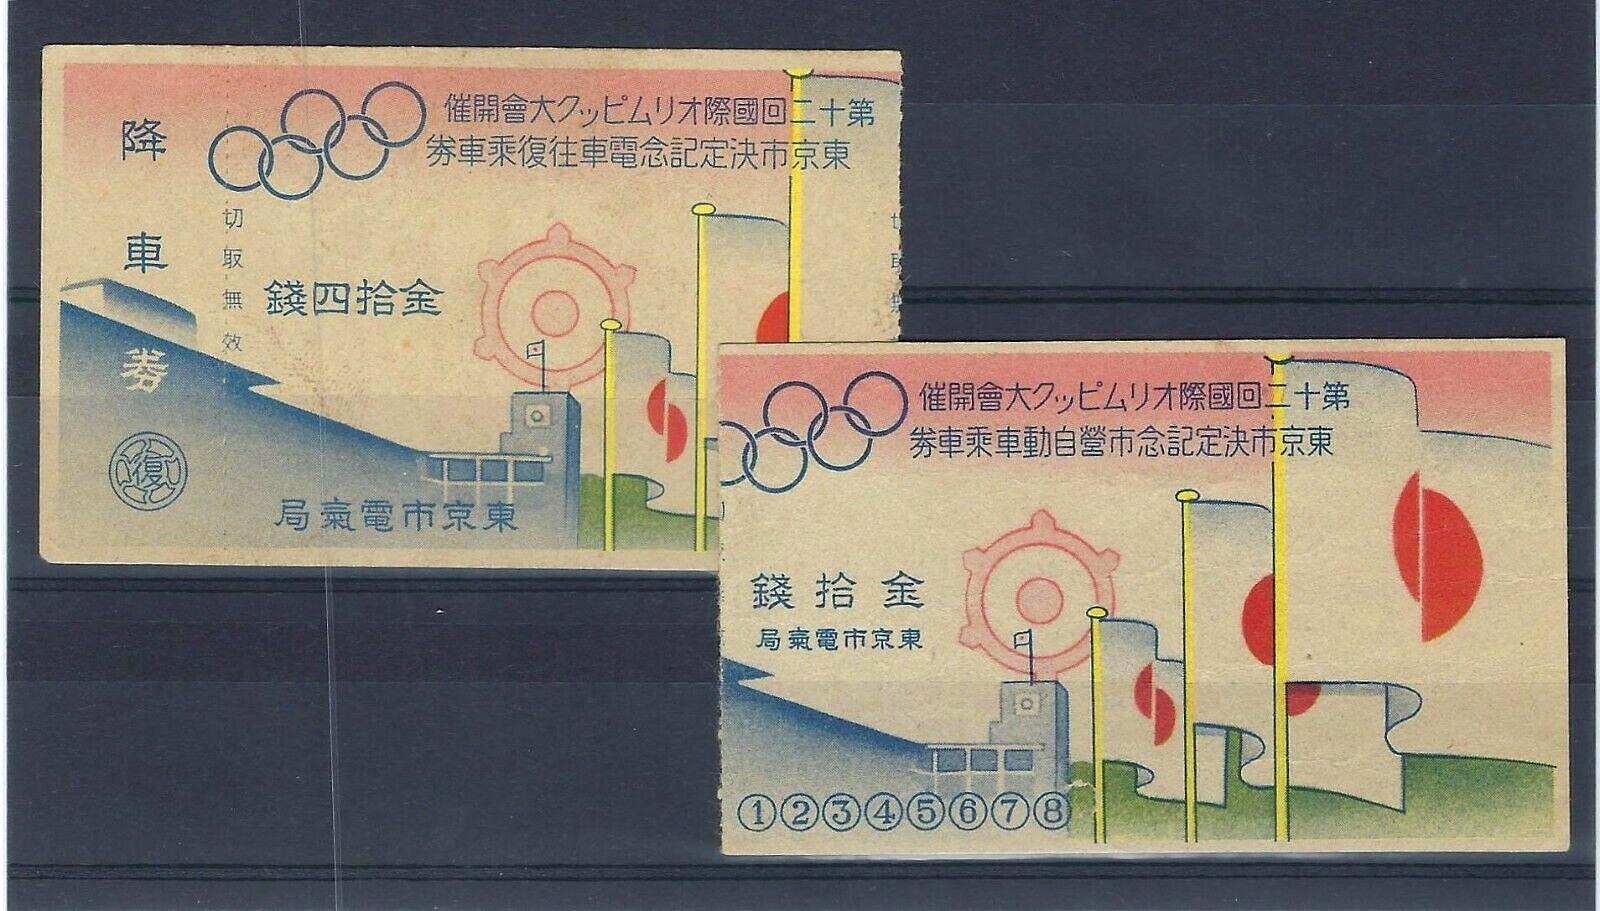 第十二回國際オリムピック大會開催
東京市決定記念電車往復乘車券
金拾四錢
東京市電氣局
切取無效
降車券
復
第十二回國際オリムピック大會開催
東京市決定記念市營自動車乘車券
金拾錢
東京市電氣局
①②③④⑤⑥⑦⑧